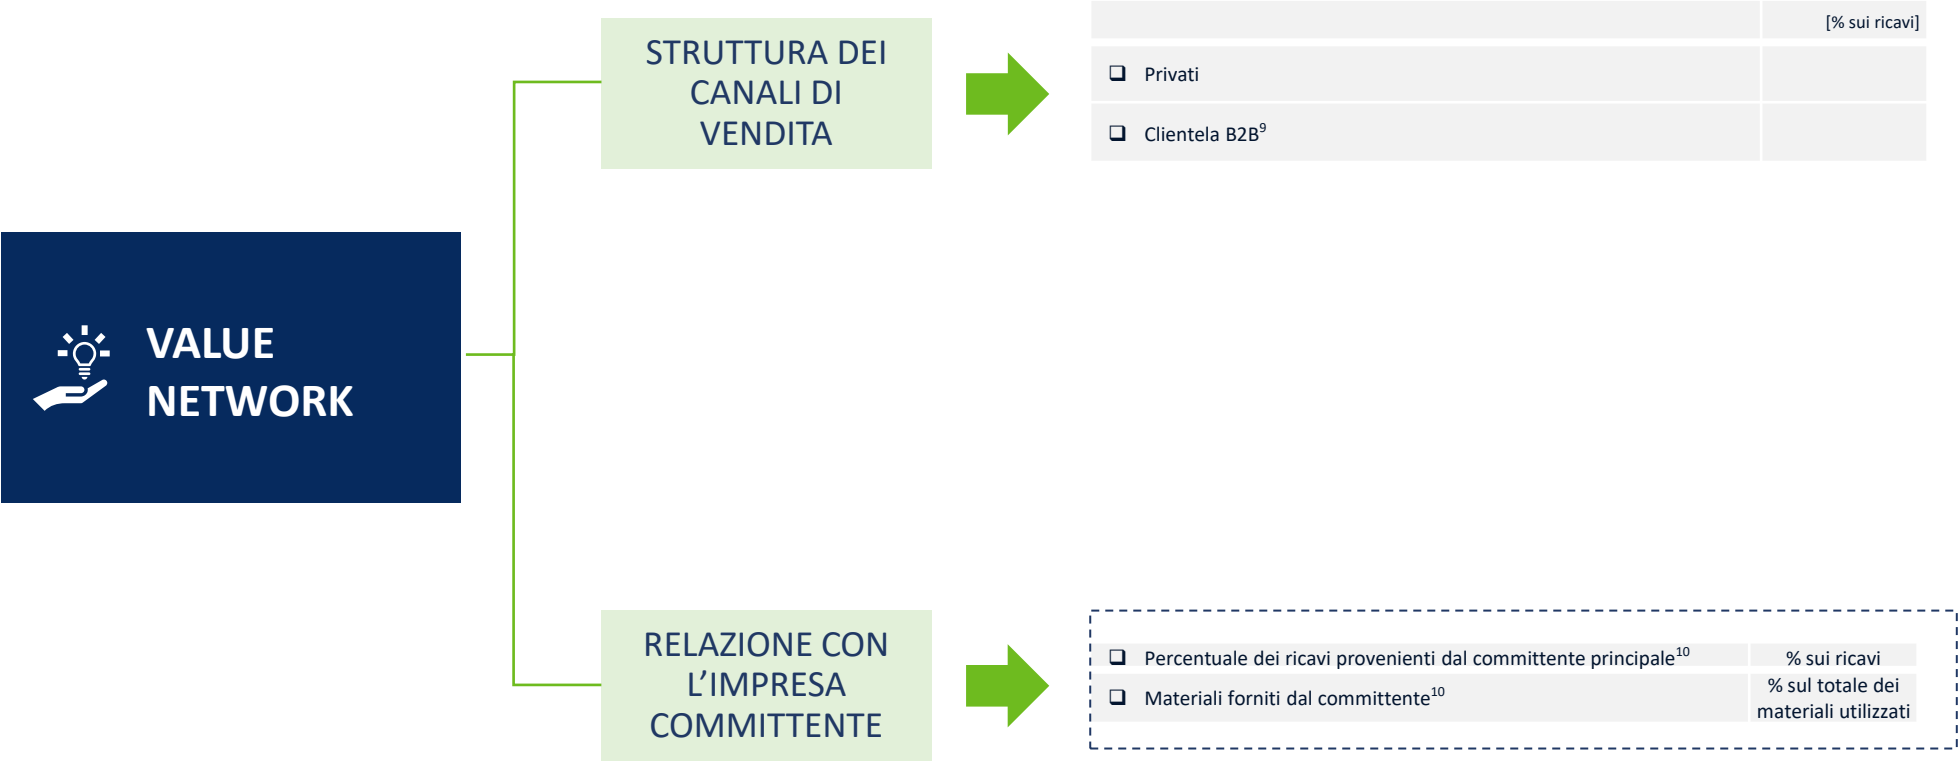 VALUE
NETWORK
STRUTTURA DEI
CANALI DI
VENDITA
[% sui ricavi]
❑ Privati
❑ Clientela B2B⁹
RELAZIONE CON
L’IMPRESA
COMMITTENTE
❑ Percentuale dei ricavi provenienti dal committente principale¹⁰
% sui ricavi
❑ Materiali forniti dal committente¹⁰
% sul totale dei
materiali utilizzati